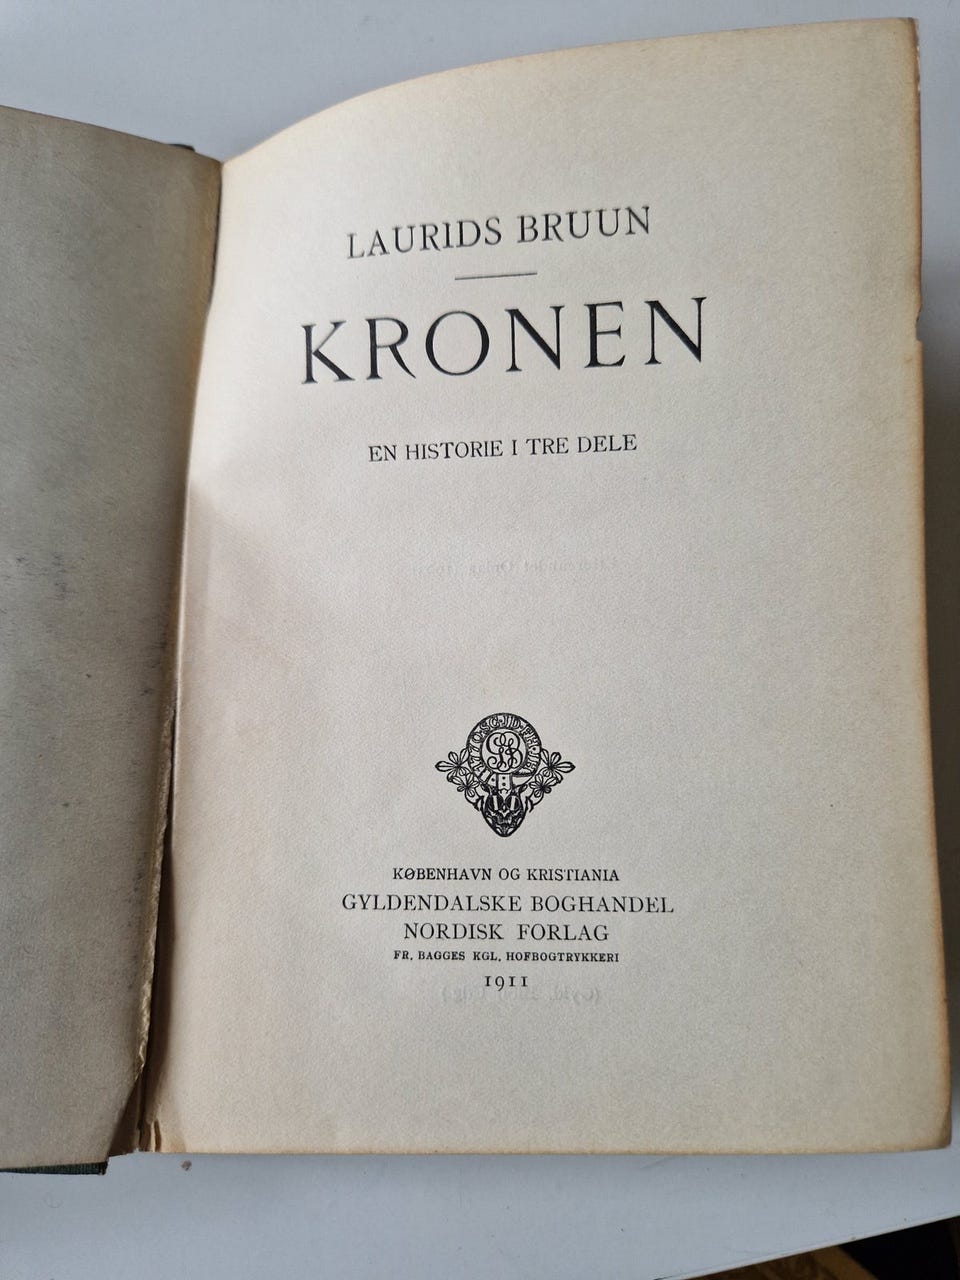 LAURIDS BRUUN
KRONEN
EN HISTORIE I TRE DELE
KØBENHAVN OG KRISTIANIA
GYLDENDALSKE BOGHANDEL
NORDISK FORLAG
FR. BAGGES KGL. HOFBOGTRYKKERI
1911